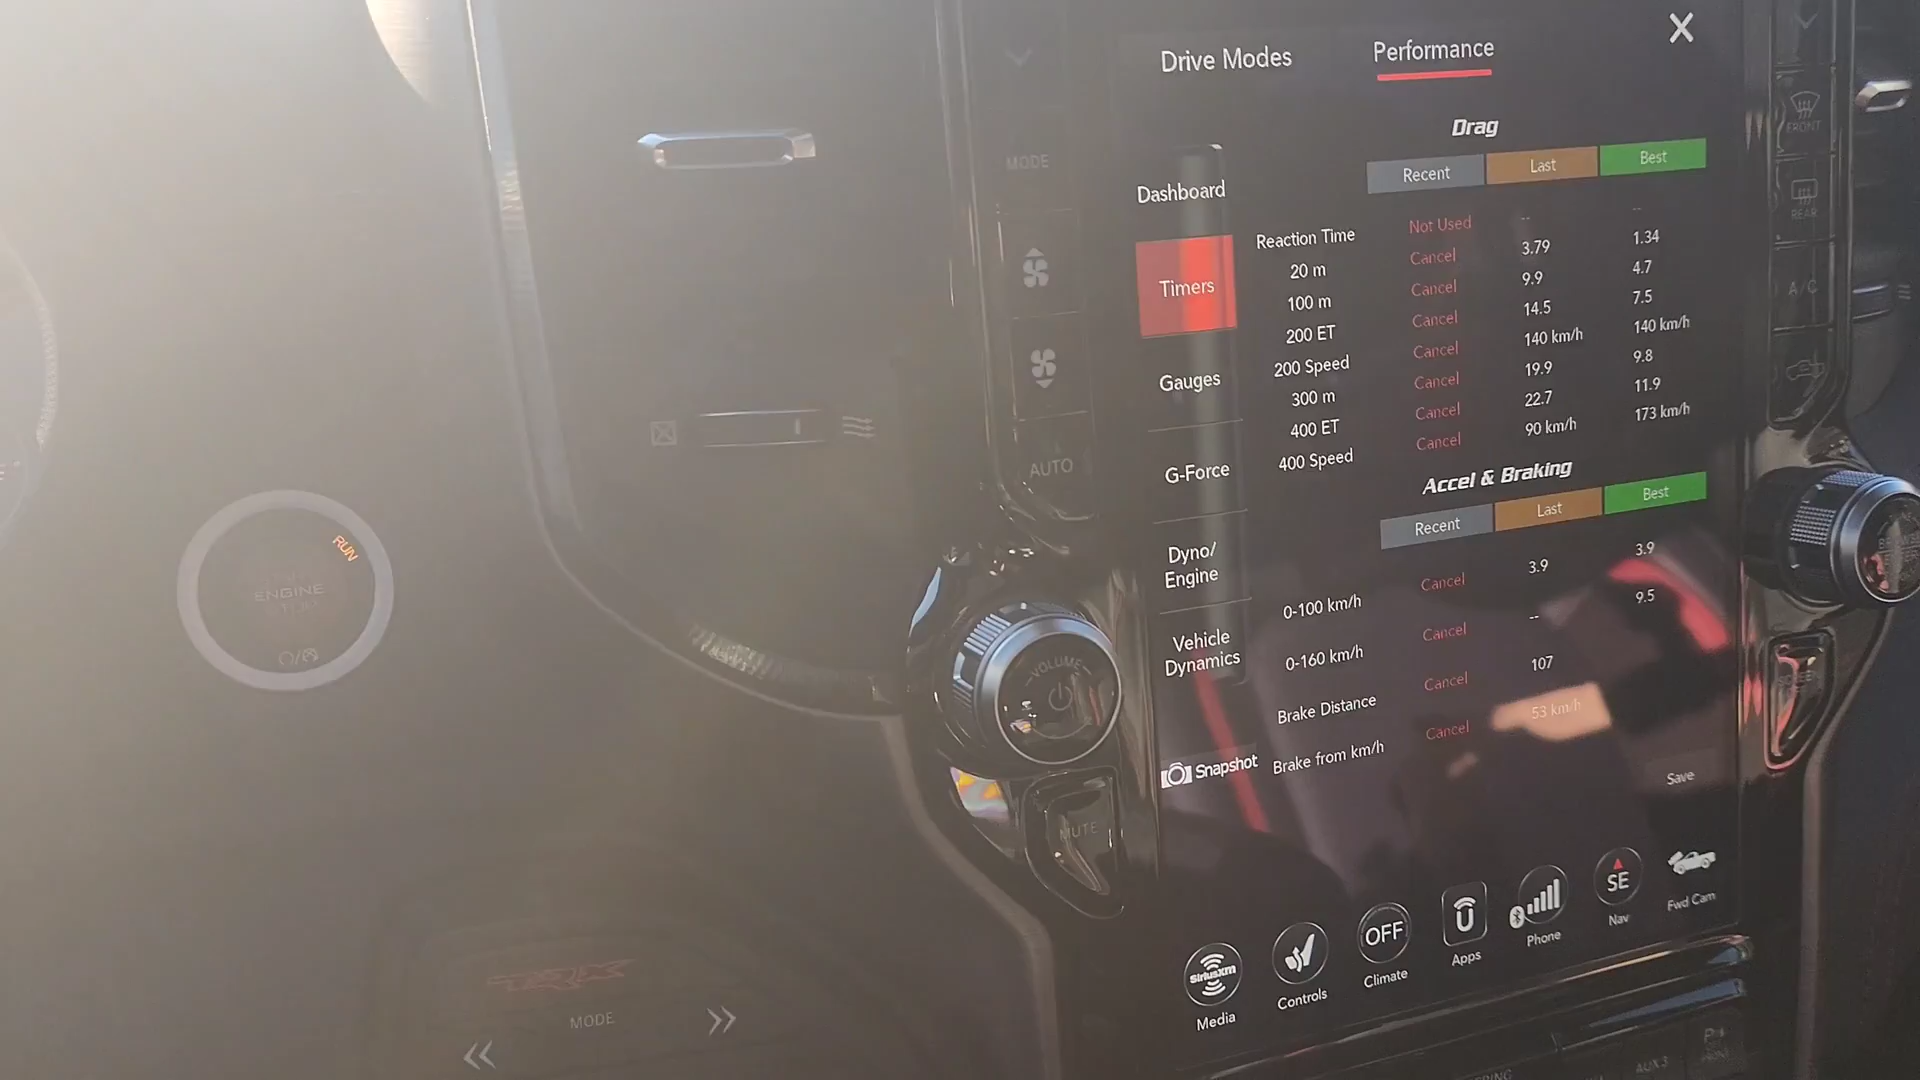 Drive Modes Performance X
Drag
Recent Last Best
Dashboard
Timers
Gauges
G-Force
Dyno/
Engine
Vehicle
Dynamics
Snapshot
Reaction Time Not Used -- --
20 m Cancel 3.79 1.34
100 m Cancel 9.9 4.7
200 ET Cancel 14.5 7.5
200 Speed Cancel 140 km/h 140 km/h
300 m Cancel 19.9 9.8
400 ET Cancel 22.7 11.9
400 Speed Cancel 90 km/h 173 km/h
Accel & Braking
Recent Last Best
0-100 km/h Cancel 3.9 3.9
0-160 km/h Cancel -- 9.5
Brake Distance Cancel 107
Brake from km/h Cancel 53 km/h
Save
SiriusXM
Media
Controls
OFF
Climate
Apps
Phone
SE
Nav
Fwd Cam
MODE
AUTO
VOLUME
MUTE
RUN
ENGINE
STOP
TRX
MODE
FRONT
REAR
A/C
SCREEN
AUX 3